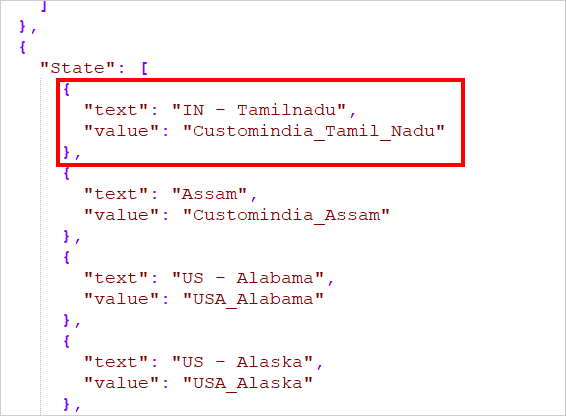 ]
},
{
"State": [
{
"text": "IN – Tamilnadu",
"value": "Customindia_Tamil_Nadu"
},
{
"text": "Assam",
"value": "Customindia_Assam"
},
{
"text": "US – Alabama",
"value": "USA_Alabama"
},
{
"text": "US – Alaska",
"value": "USA_Alaska"
},